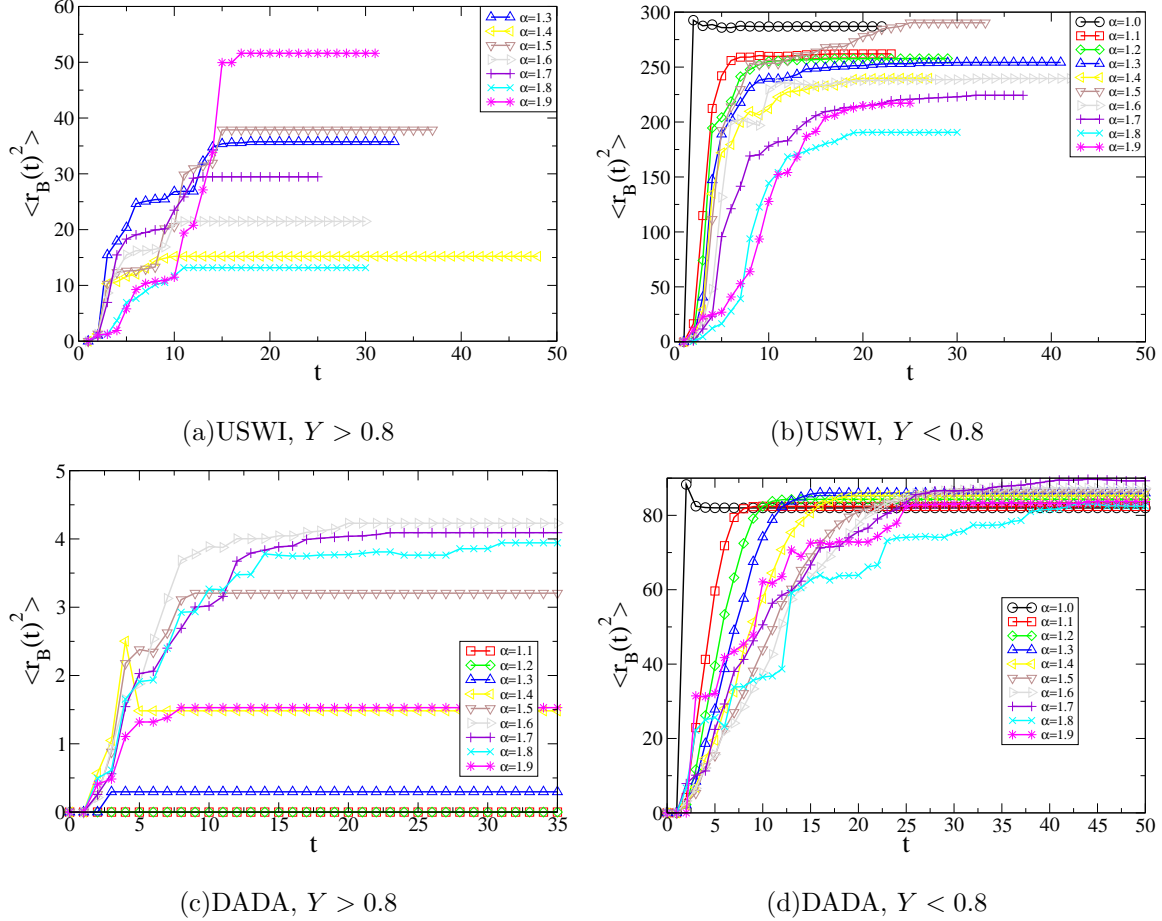 <r_B(t)^2>
60
50
40
30
20
10
0
0 10 20 30 40 50
t
α=1.3
α=1.4
α=1.5
α=1.6
α=1.7
α=1.8
α=1.9
(a)USWI, Y > 0.8
<r_B(t)^2>
300
250
200
150
100
50
0
0 10 20 30 40 50
t
α=1.0
α=1.1
α=1.2
α=1.3
α=1.4
α=1.5
α=1.6
α=1.7
α=1.8
α=1.9
(b)USWI, Y < 0.8
<r_B(t)^2>
5
4
3
2
1
0
0 5 10 15 20 25 30 35
t
α=1.1
α=1.2
α=1.3
α=1.4
α=1.5
α=1.6
α=1.7
α=1.8
α=1.9
(c)DADA, Y > 0.8
<r_B(t)^2>
80
60
40
20
0
0 5 10 15 20 25 30 35 40 45 50
t
α=1.0
α=1.1
α=1.2
α=1.3
α=1.4
α=1.5
α=1.6
α=1.7
α=1.8
α=1.9
(d)DADA, Y < 0.8